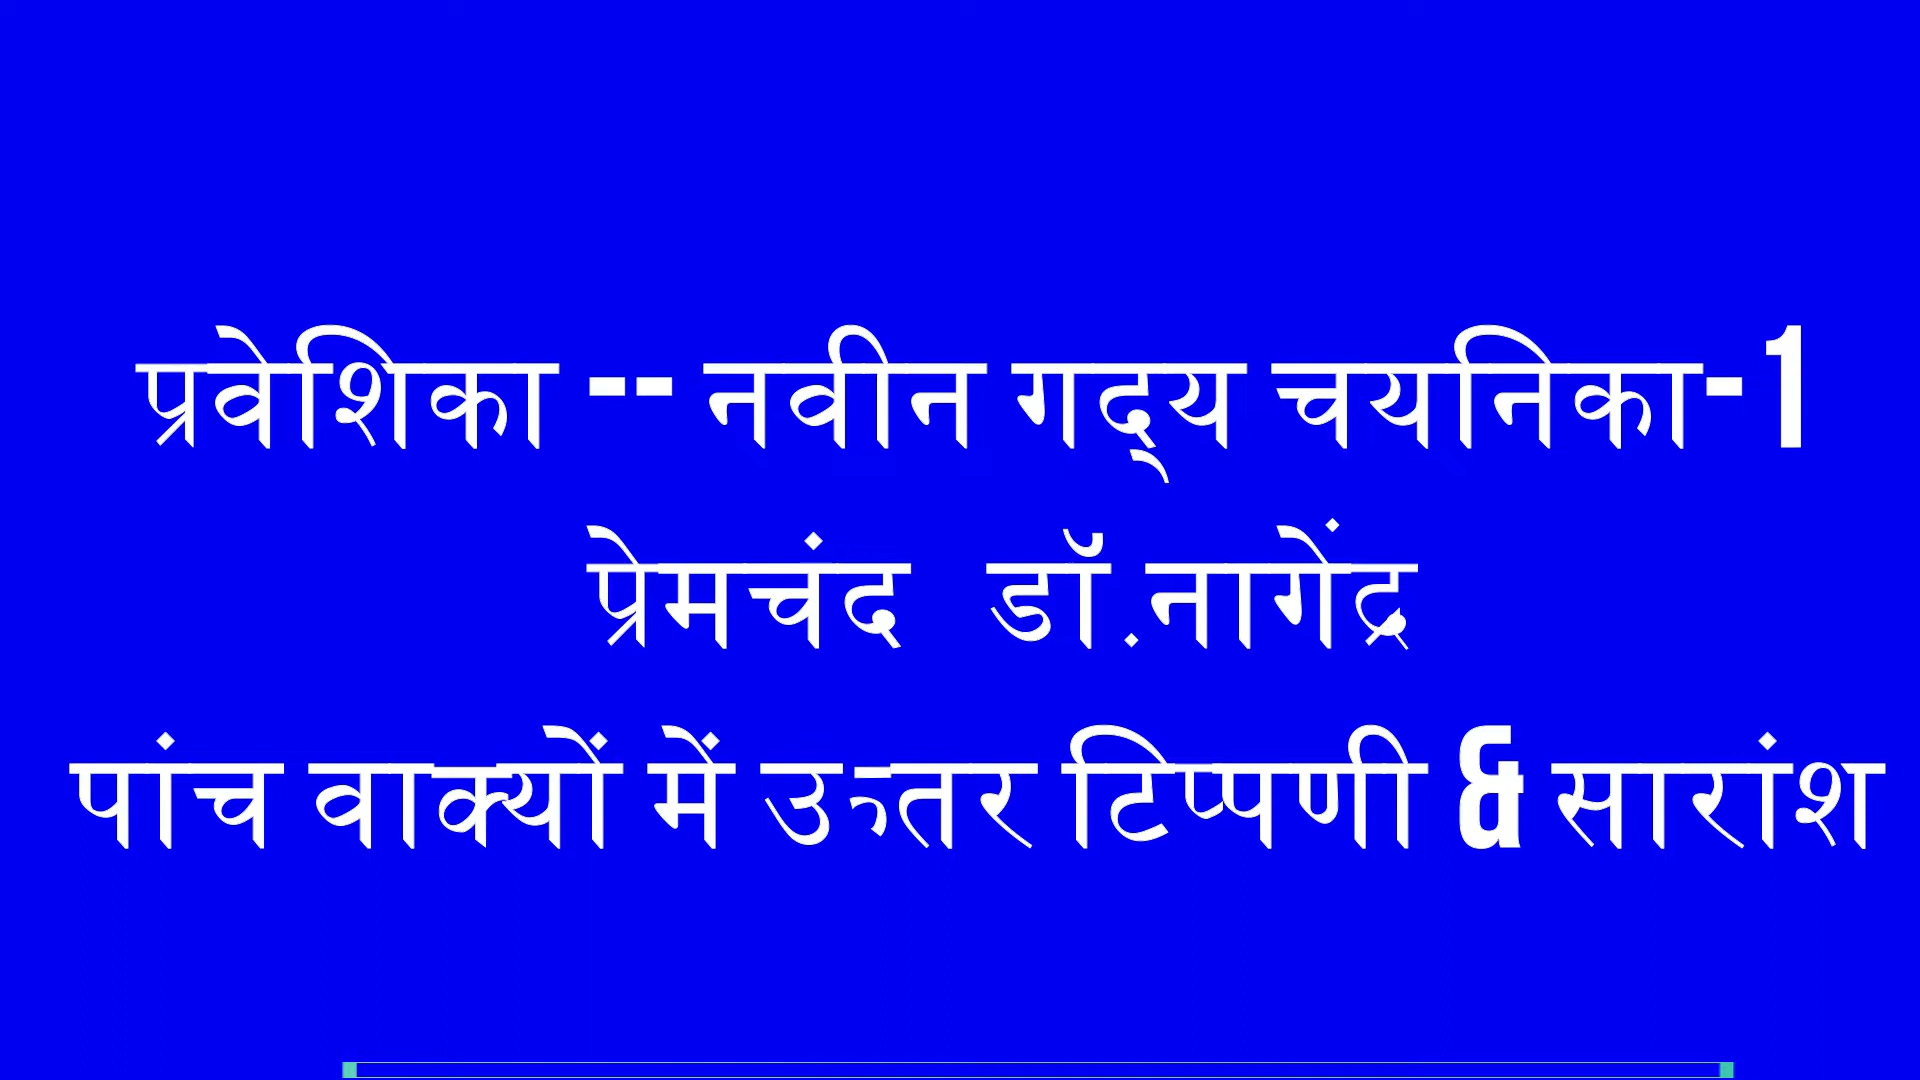 प्रवेशिका -- नवीन गद्य चयनिका-1
प्रेमचंद डॉ.नागेंद्र
पांच वाक्यों में उत्तर टिप्पणी & सारांश